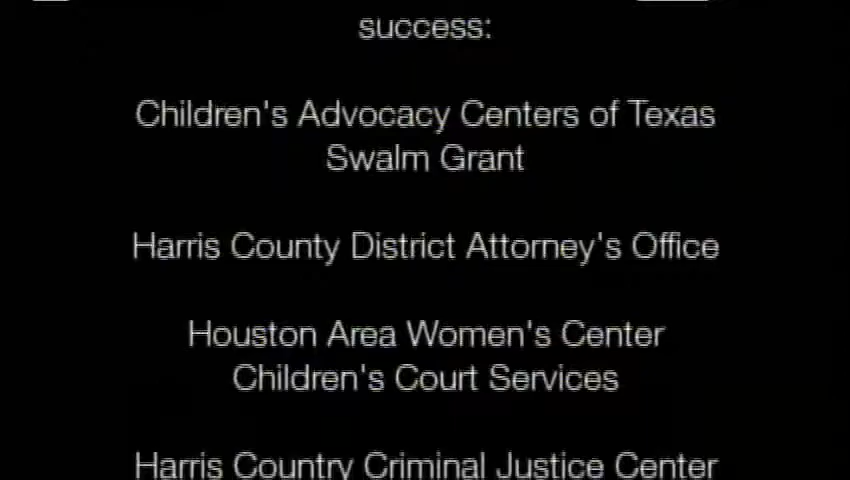 success:
Children's Advocacy Centers of Texas
Swalm Grant
Harris County District Attorney's Office
Houston Area Women's Center
Children's Court Services
Harris Country Criminal Justice Center